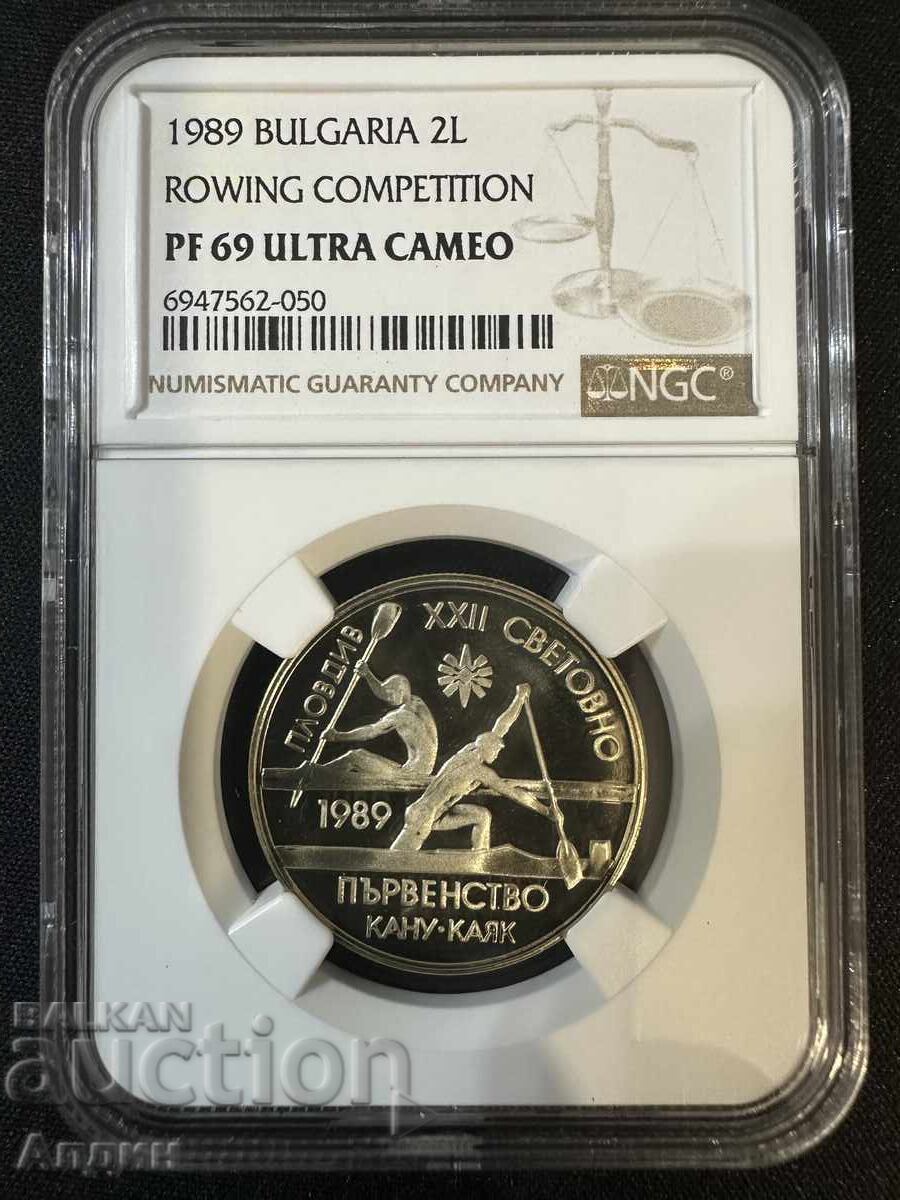 1989 BULGARIA 2L
ROWING COMPETITION
PF 69 ULTRA CAMEO
6947562-050
NUMISMATIC GUARANTY COMPANY
NGC®
ПЛОВДИВ
XXII СВЕТОВНО
1989
ПЪРВЕНСТВО
КАНУ·КАЯК
BALKAN
auction
Апдин